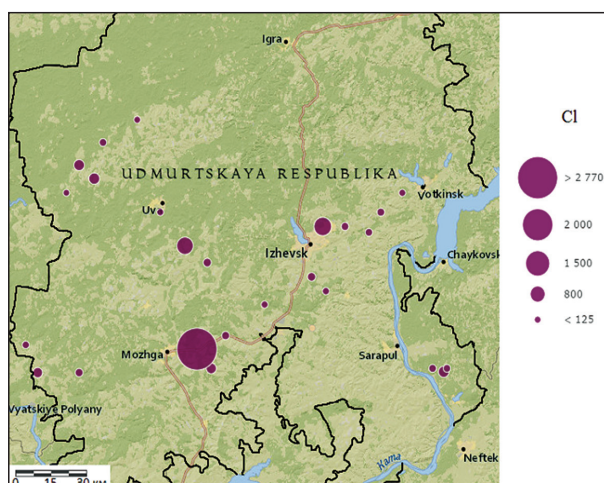 Igra
UDMURTSKAYA RESPUBLIKA
Votkinsk
Uv
Izhevsk
Chaykovsk
Mozhga
Sarapul
Vyatskiye Polyany
Kama
Neftek
0 15 30 км
Cl
> 2 770
2 000
1 500
800
< 125